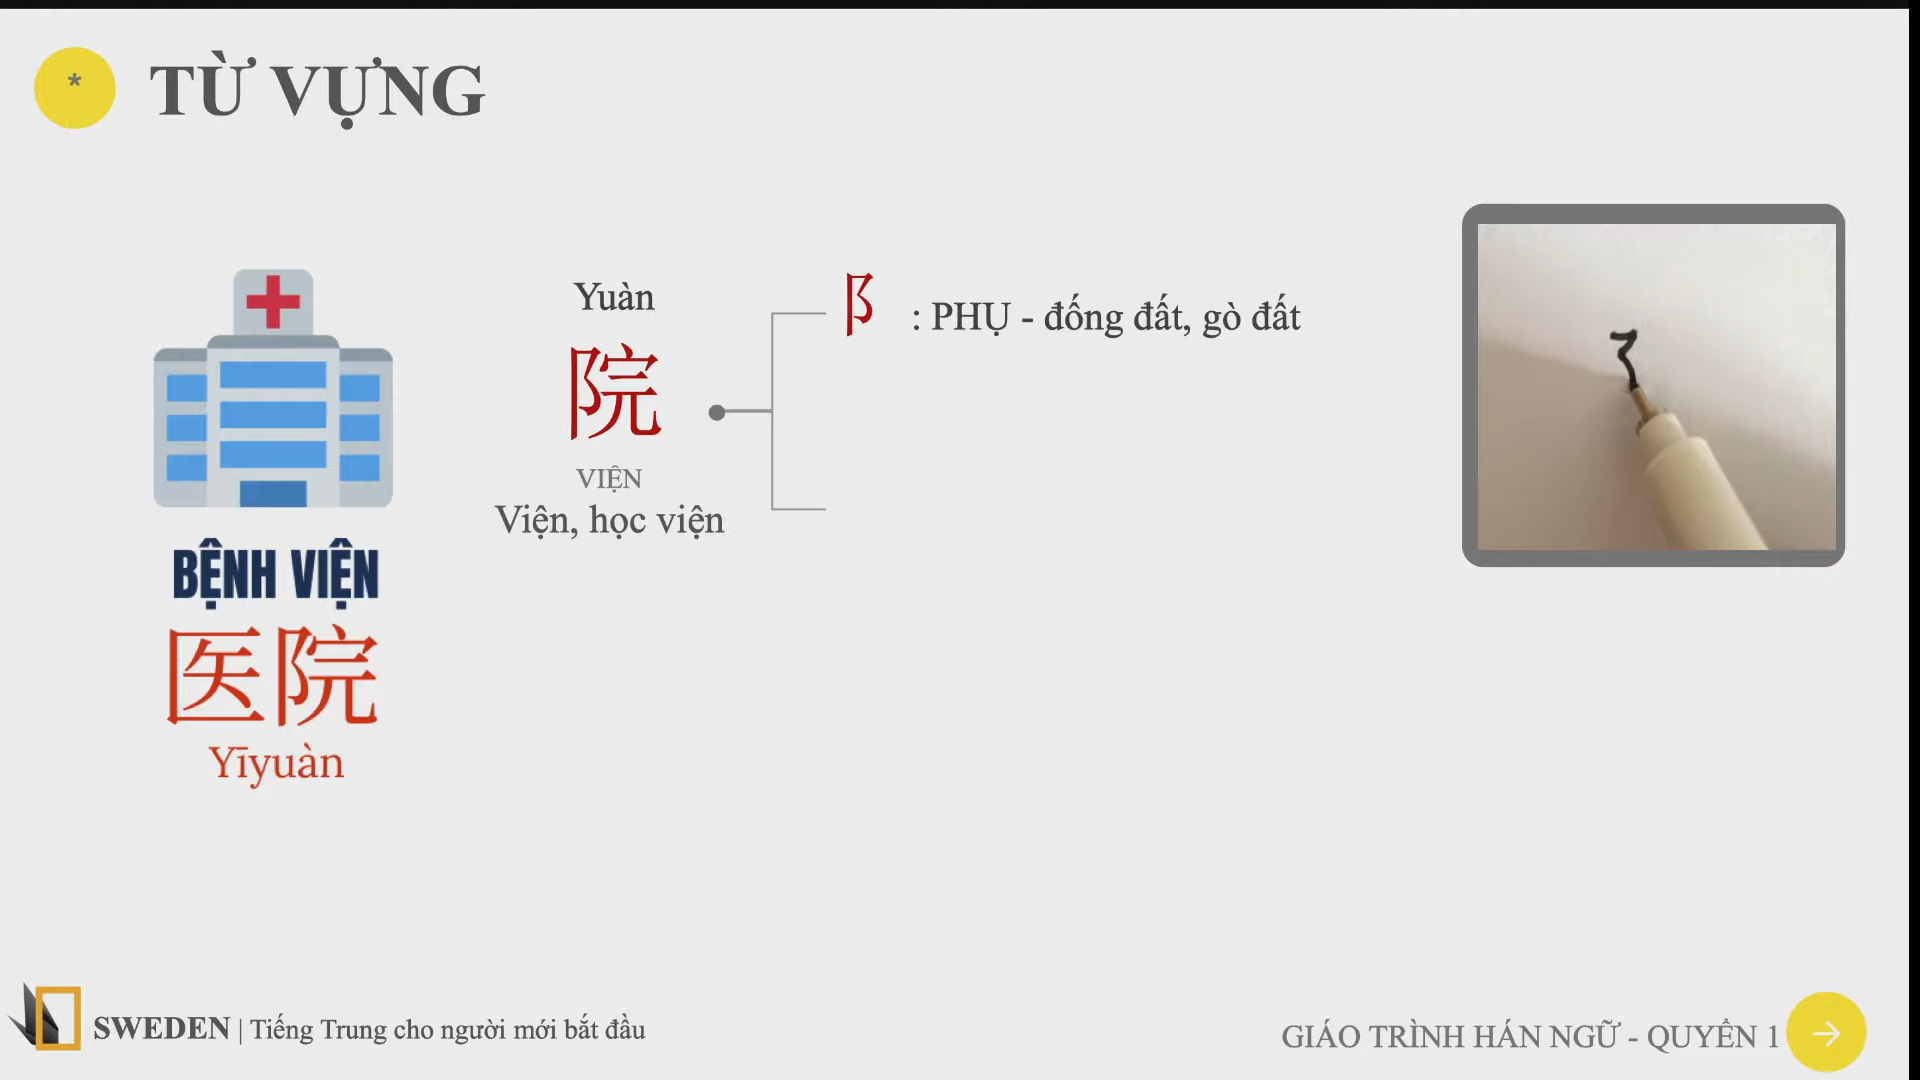 *
TỪ VỰNG
Yuàn
院
VIỆN
Viện, học viện
阝 : PHỤ - đống đất, gò đất
BỆNH VIỆN
医院
Yīyuàn
SWEDEN | Tiếng Trung cho người mới bắt đầu
GIÁO TRÌNH HÁN NGỮ - QUYỂN 1